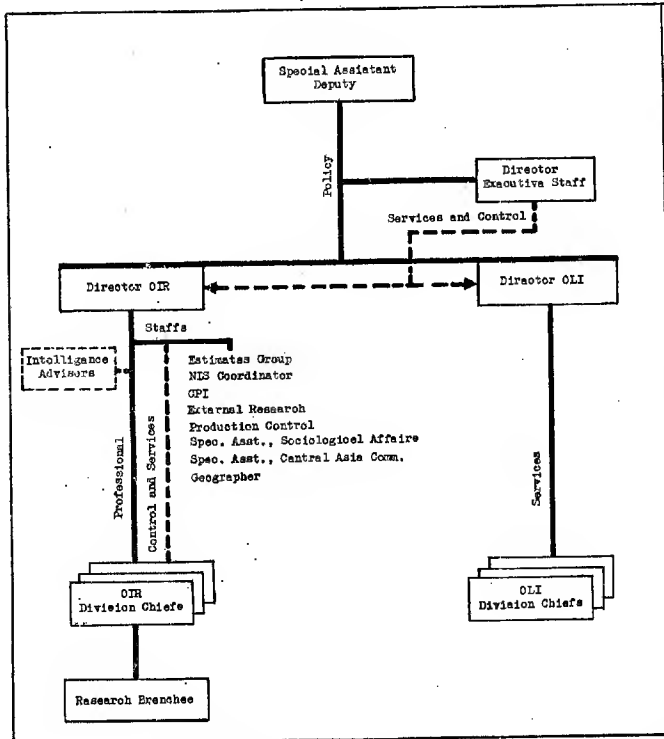 Special Assistant
Deputy
Policy
Director
Executive Staff
Services and Control
Director OIR
Director OLI
Staffs
Intelligance
Advisors
Estimates Group
NIS Coordinator
CPI
External Research
Production Control
Spec. Asst., Sociological Affairs
Spec. Asst., Central Asia Comm.
Geographer
Professional
Control and Services
Services
OIR
Division Chiefs
OLI
Division Chiefs
Research Branches